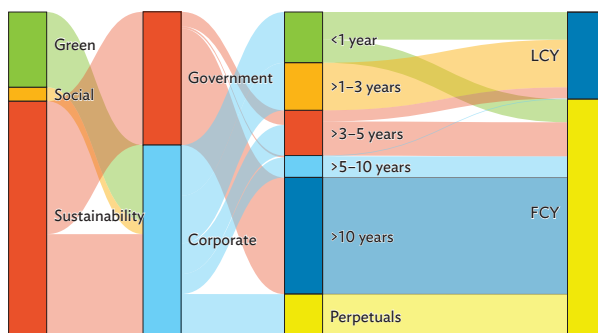 Green
Social
Sustainability
Government
Corporate
<1 year
>1–3 years
>3–5 years
>5–10 years
>10 years
Perpetuals
LCY
FCY